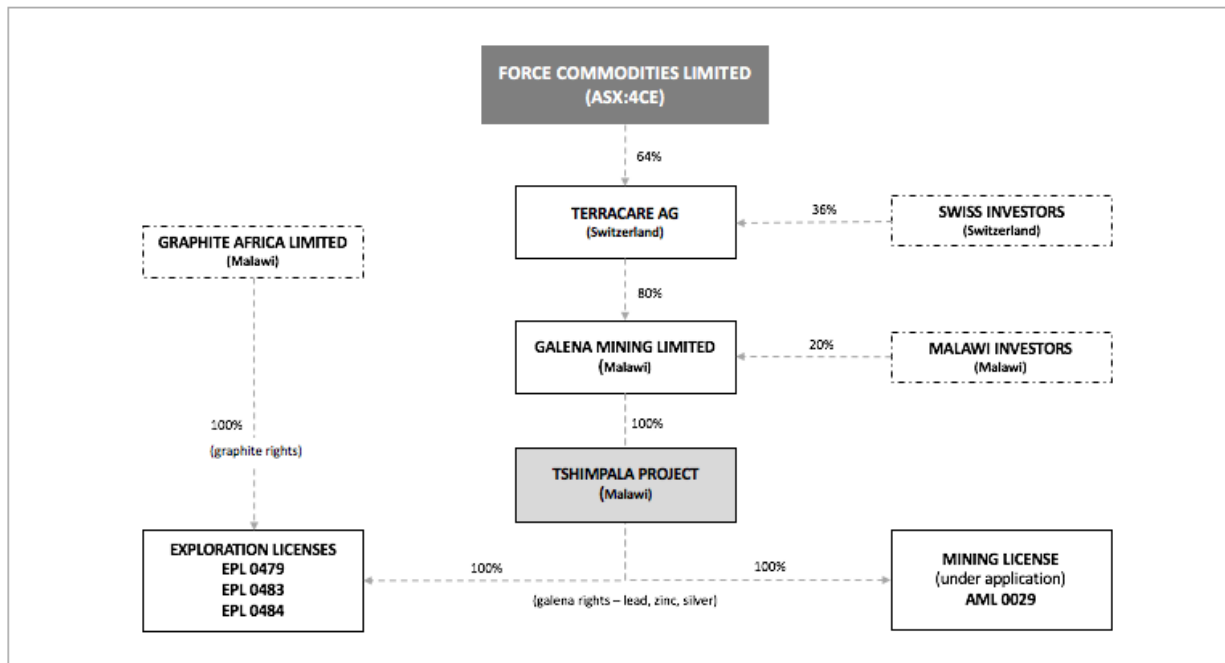 FORCE COMMODITIES LIMITED
(ASX:4CE)
64%
TERRACARE AG
(Switzerland)
36%
SWISS INVESTORS
(Switzerland)
GRAPHITE AFRICA LIMITED
(Malawi)
80%
GALENA MINING LIMITED
(Malawi)
20%
MALAWI INVESTORS
(Malawi)
100%
(graphite rights)
100%
TSHIMPALA PROJECT
(Malawi)
EXPLORATION LICENSES
EPL 0479
EPL 0483
EPL 0484
100%
100%
(galena rights – lead, zinc, silver)
MINING LICENSE
(under application)
AML 0029